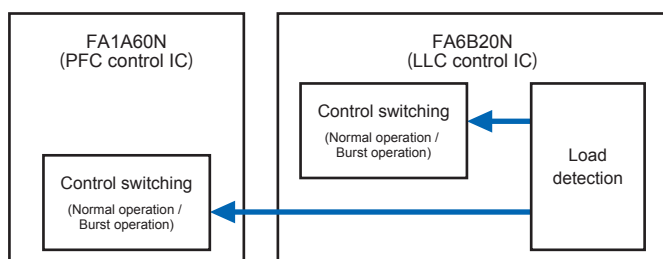 FA1A60N
(PFC control IC)
Control switching
(Normal operation /
Burst operation)
FA6B20N
(LLC control IC)
Control switching
(Normal operation /
Burst operation)
Load
detection